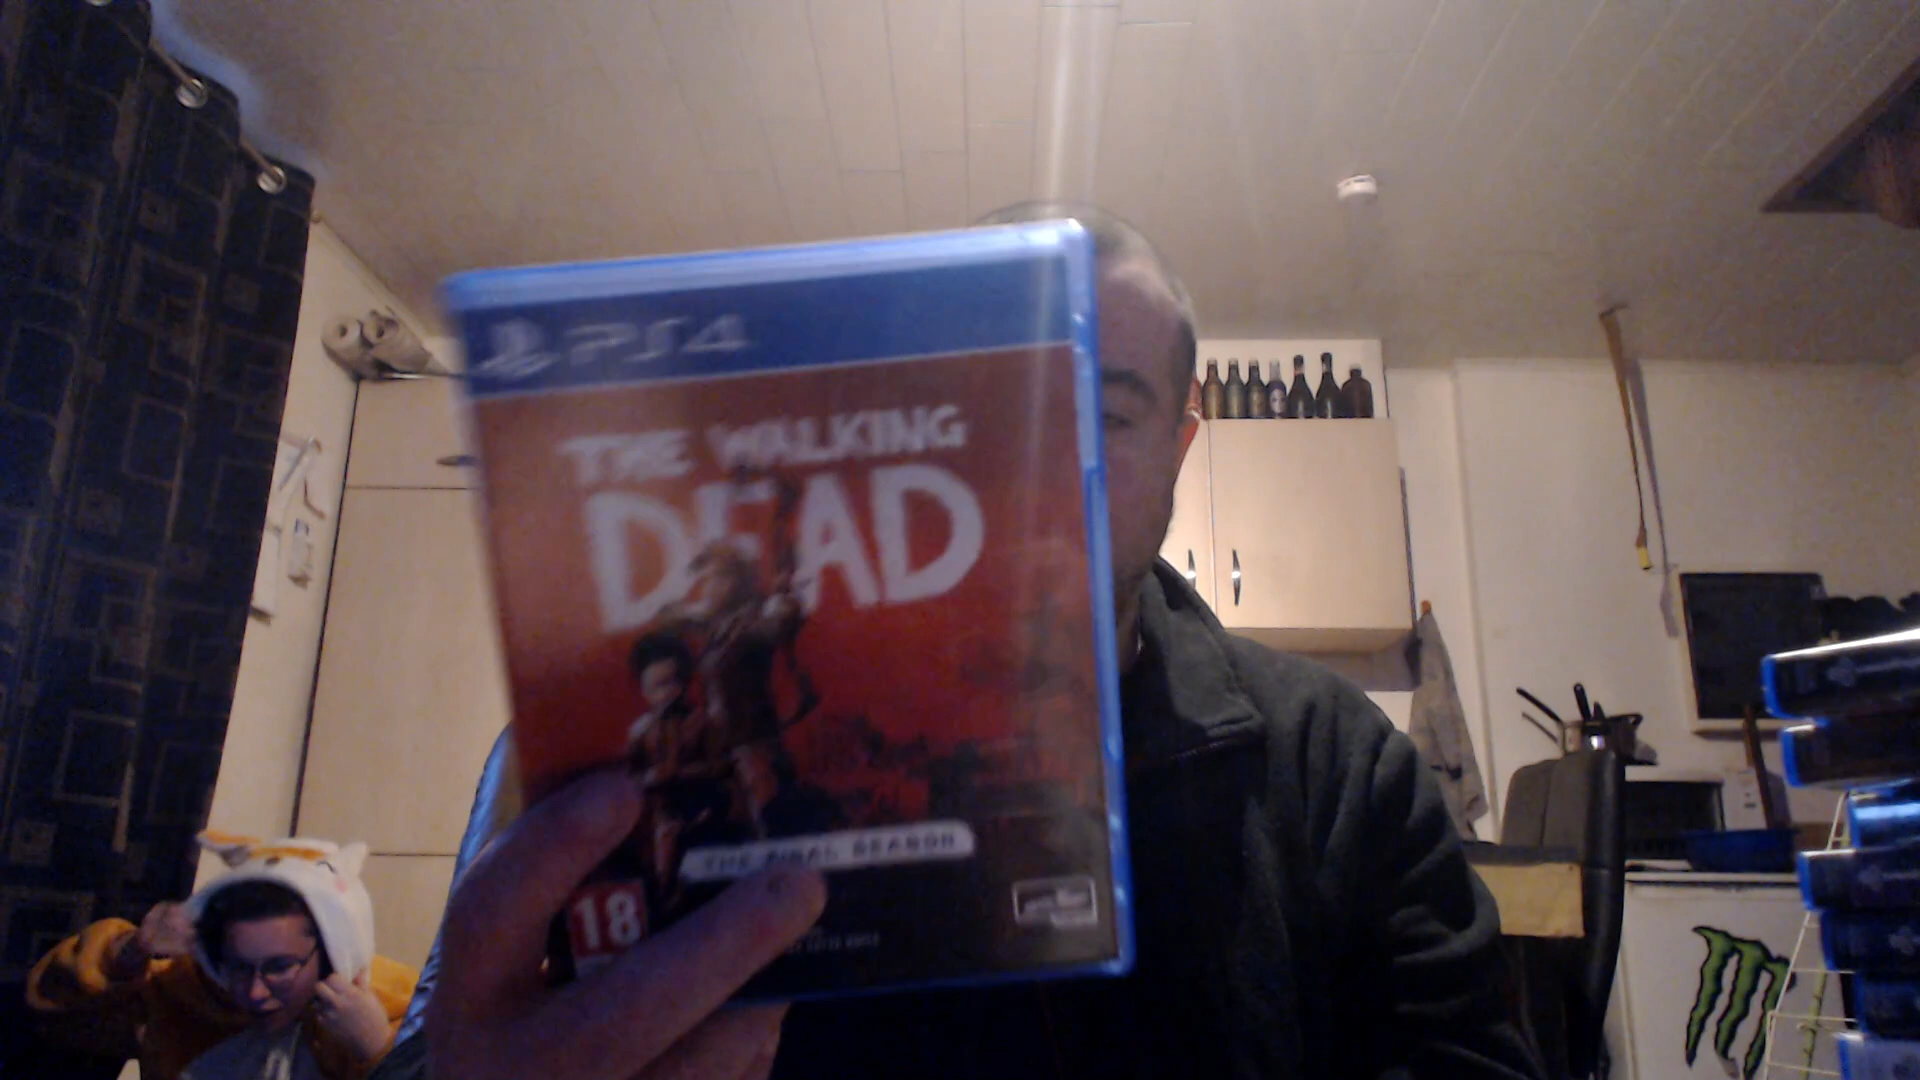 PS4
THE WALKING
DEAD
THE FINAL SEASON
18